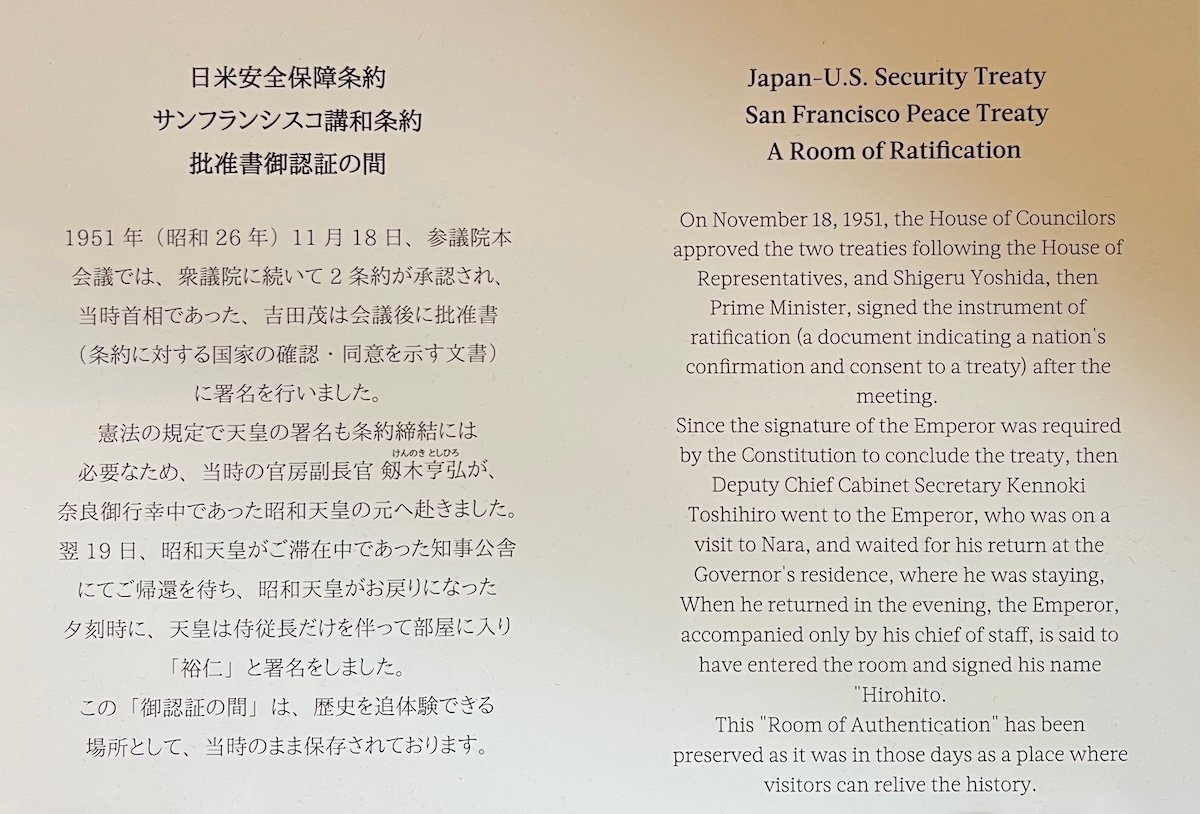 日米安全保障条約
サンフランシスコ講和条約
批准書御認証の間
1951 年（昭和 26 年）11 月 18 日、参議院本
会議では、衆議院に続いて 2 条約が承認され、
当時首相であった、吉田茂は会議後に批准書
（条約に対する国家の確認・同意を示す文書）
に署名を行いました。
憲法の規定で天皇の署名も条約締結には
けんのき としひろ
必要なため、当時の官房副長官 剱木亨弘が、
奈良御行幸中であった昭和天皇の元へ赴きました。
翌 19 日、昭和天皇がご滞在中であった知事公舎
にてご帰還を待ち、昭和天皇がお戻りになった
夕刻時に、天皇は侍従長だけを伴って部屋に入り
「裕仁」と署名をしました。
この「御認証の間」は、歴史を追体験できる
場所として、当時のまま保存されております。
Japan-U.S. Security Treaty
San Francisco Peace Treaty
A Room of Ratification
On November 18, 1951, the House of Councilors
approved the two treaties following the House of
Representatives, and Shigeru Yoshida, then
Prime Minister, signed the instrument of
ratification (a document indicating a nation's
confirmation and consent to a treaty) after the
meeting.
Since the signature of the Emperor was required
by the Constitution to conclude the treaty, then
Deputy Chief Cabinet Secretary Kennoki
Toshihiro went to the Emperor, who was on a
visit to Nara, and waited for his return at the
Governor's residence, where he was staying,
When he returned in the evening, the Emperor,
accompanied only by his chief of staff, is said to
have entered the room and signed his name
"Hirohito.
This "Room of Authentication" has been
preserved as it was in those days as a place where
visitors can relive the history.